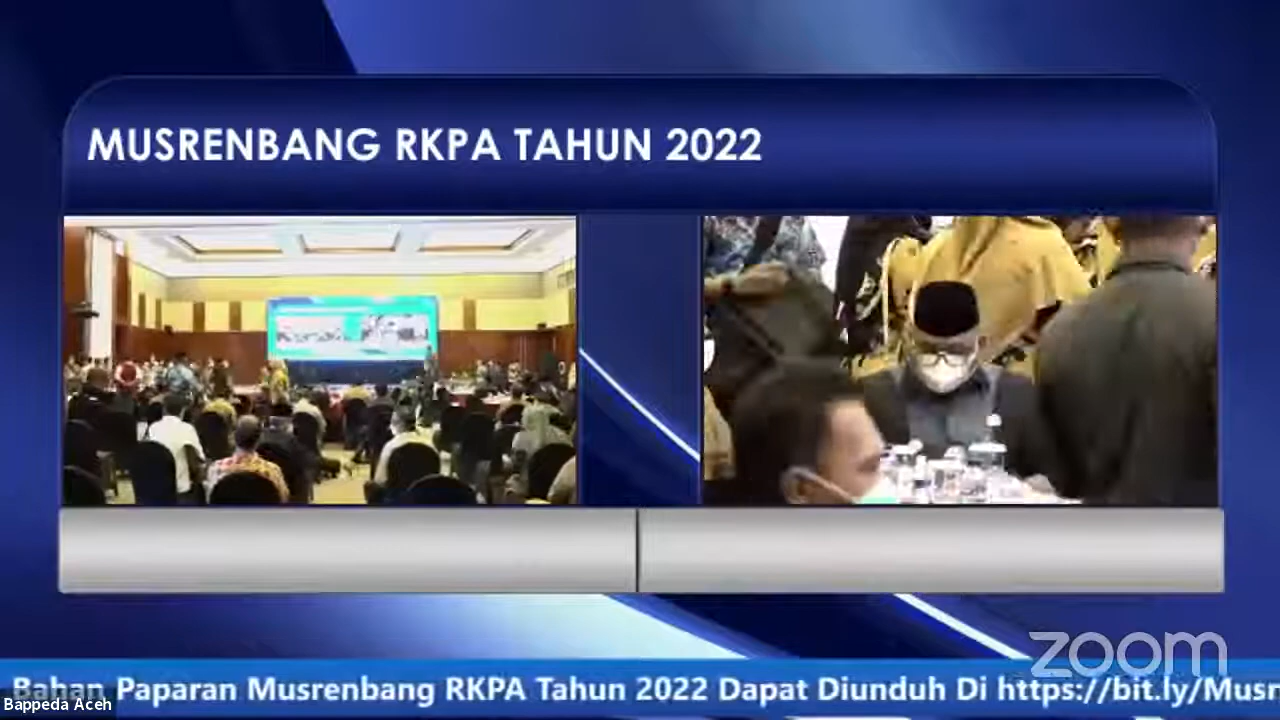 MUSRENBANG RKPA TAHUN 2022
zoom
Bahan Paparan Musrenbang RKPA Tahun 2022 Dapat Diunduh Di https://bit.ly/Musr
Bappeda Aceh